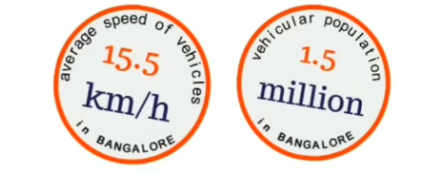 average speed of vehicles
15.5
km/h
in BANGALORE
vehicular population
1.5
million
in BANGALORE